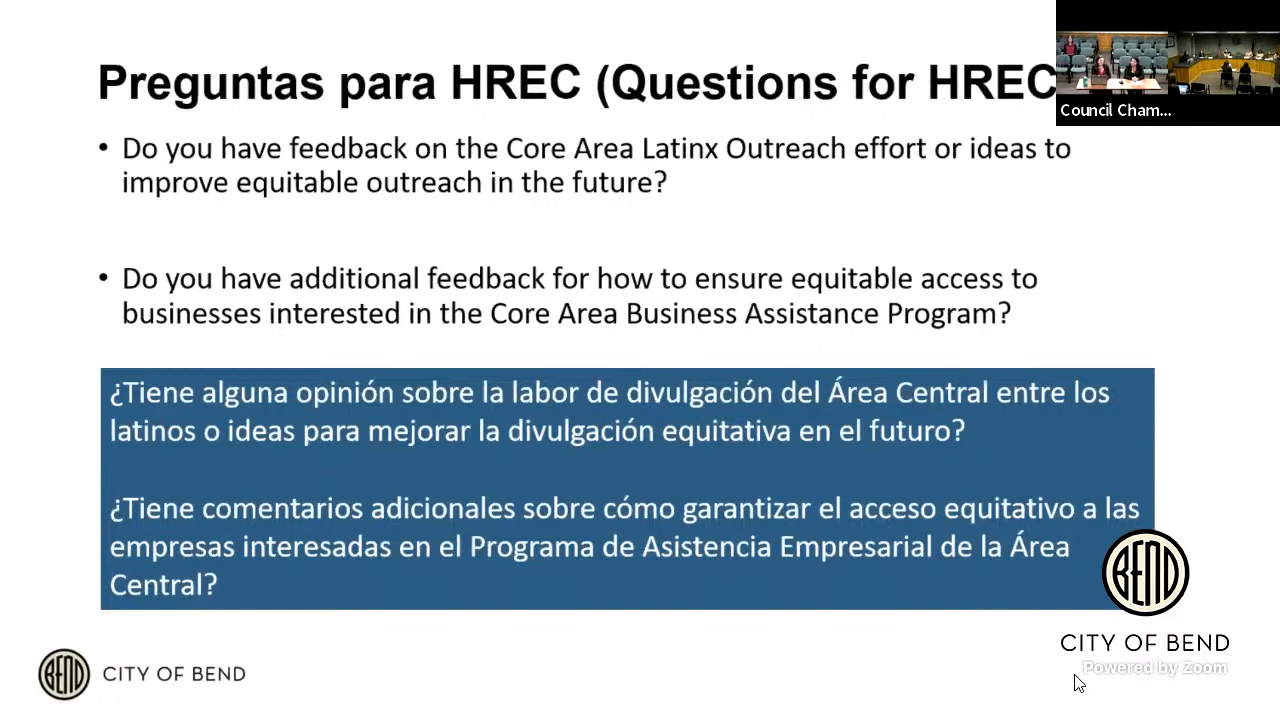 Preguntas para HREC (Questions for HREC
Council Cham...
• Do you have feedback on the Core Area Latinx Outreach effort or ideas to
improve equitable outreach in the future?
• Do you have additional feedback for how to ensure equitable access to
businesses interested in the Core Area Business Assistance Program?
¿Tiene alguna opinión sobre la labor de divulgación del Área Central entre los
latinos o ideas para mejorar la divulgación equitativa en el futuro?
¿Tiene comentarios adicionales sobre cómo garantizar el acceso equitativo a las
empresas interesadas en el Programa de Asistencia Empresarial de la Área
Central?
BEND
CITY OF BEND
Powered by Zoom
BEND
CITY OF BEND